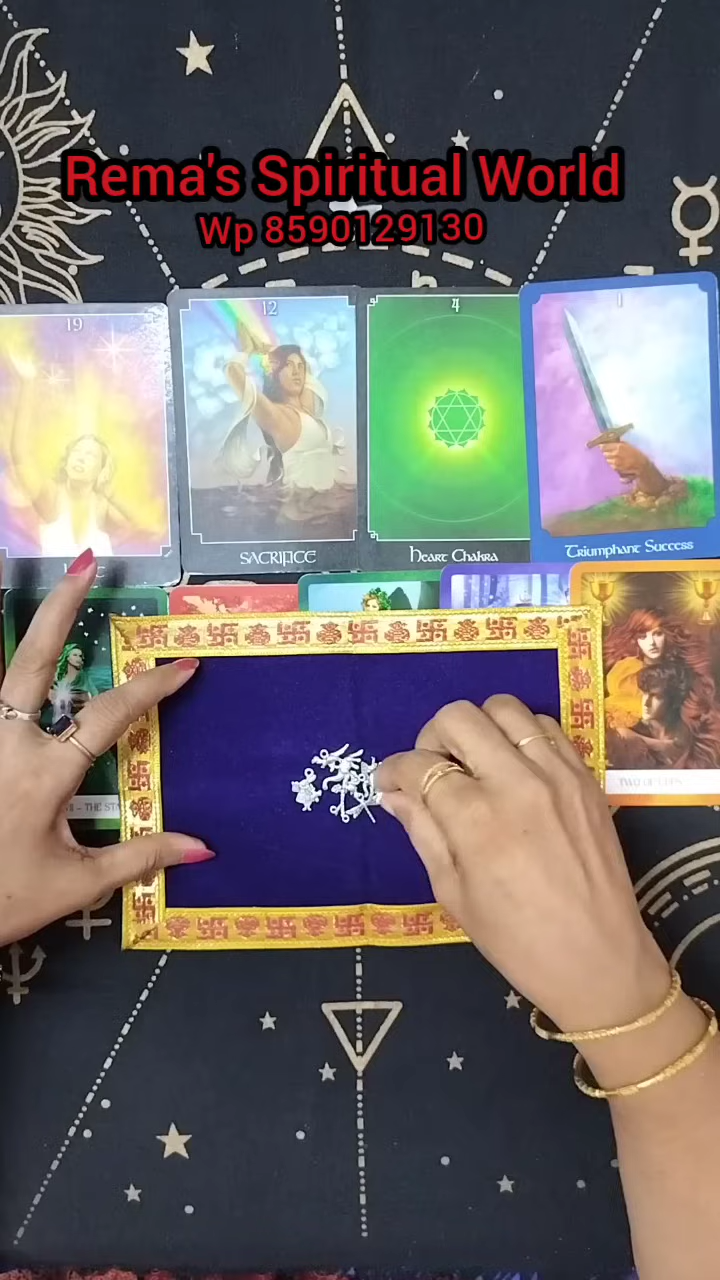 Rema's Spiritual World
Wp 8590129130
19
12
4
1
SACRIFICE
Heart Chakra
Triumphant Success
TWO OF CUPS